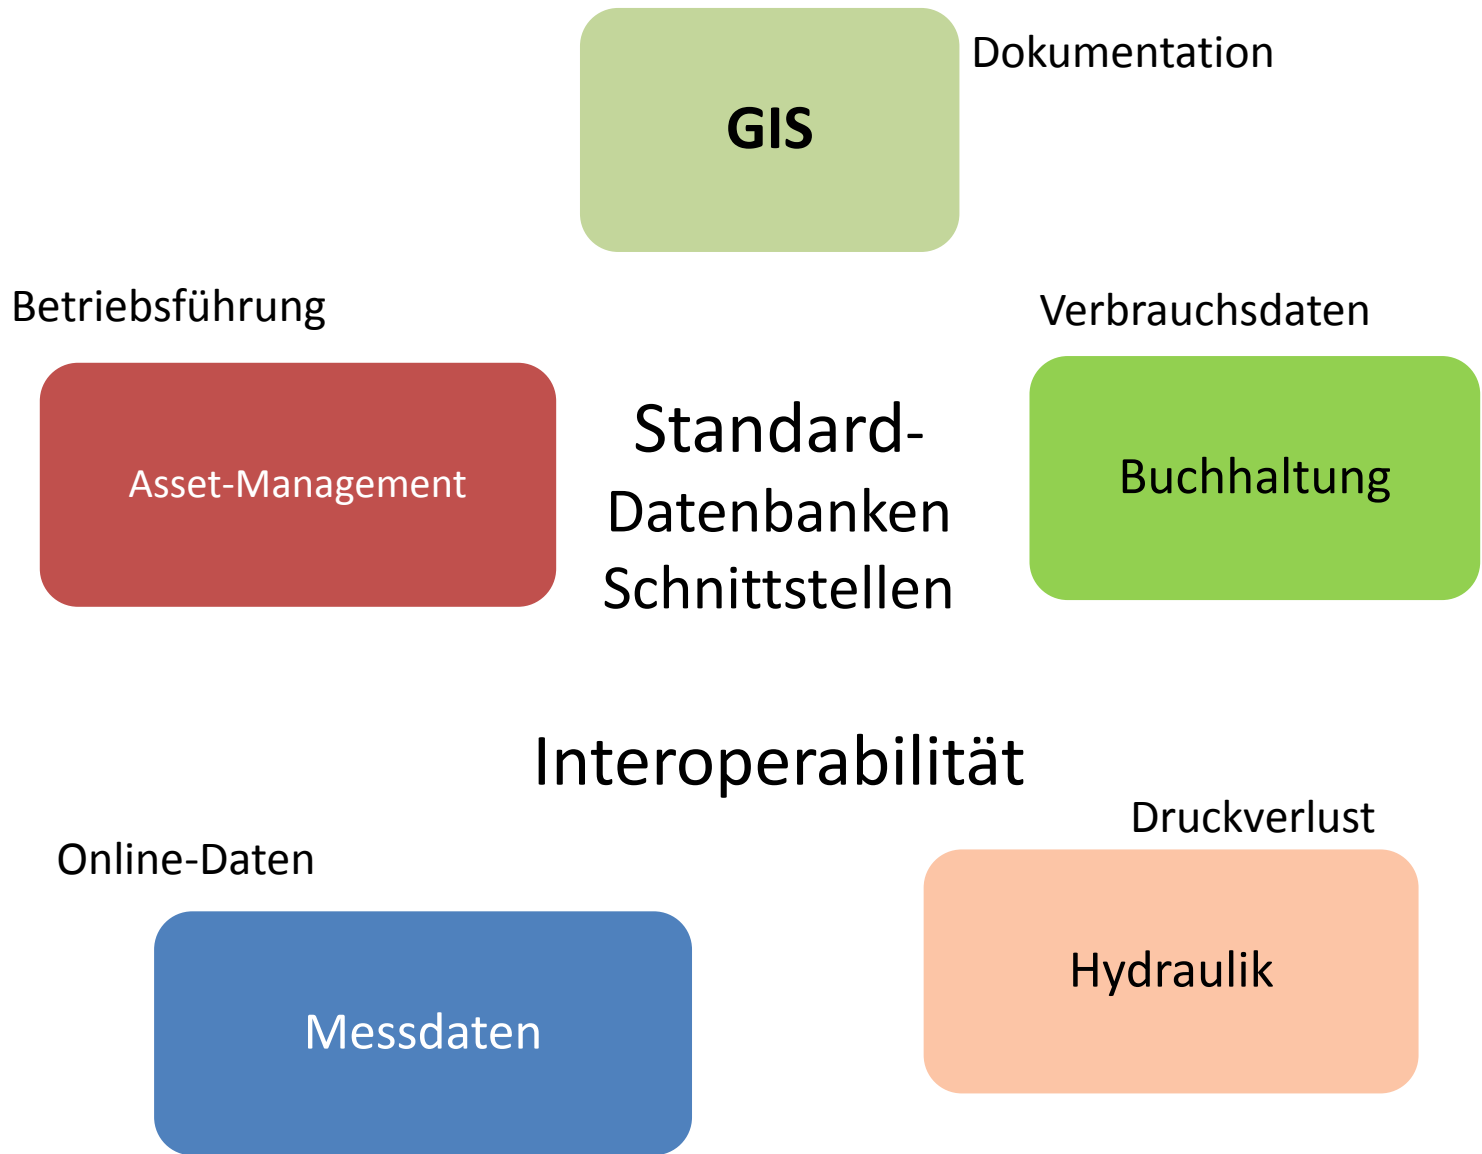 Dokumentation
GIS
Betriebsführung
Verbrauchsdaten
Asset-Management
Standard-
Datenbanken
Schnittstellen
Buchhaltung
Interoperabilität
Druckverlust
Online-Daten
Hydraulik
Messdaten